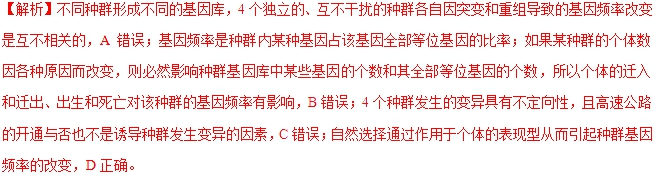 【解析】不同种群形成不同的基因库，4 个独立的、互不干扰的种群各自因突变和重组导致的基因频率改变
是互不相关的，A 错误；基因频率是种群内某种基因占该基因全部等位基因的比率；如果某种群的个体数
因各种原因而改变，则必然影响种群基因库中某些基因的个数和其全部等位基因的个数，所以个体的迁入
和迁出、出生和死亡对该种群的基因频率有影响，B 错误；4 个种群发生的变异具有不定向性，且高速公路
的开通与否也不是诱导种群发生变异的因素，C 错误；自然选择通过作用于个体的表现型从而引起种群基因
频率的改变，D 正确。